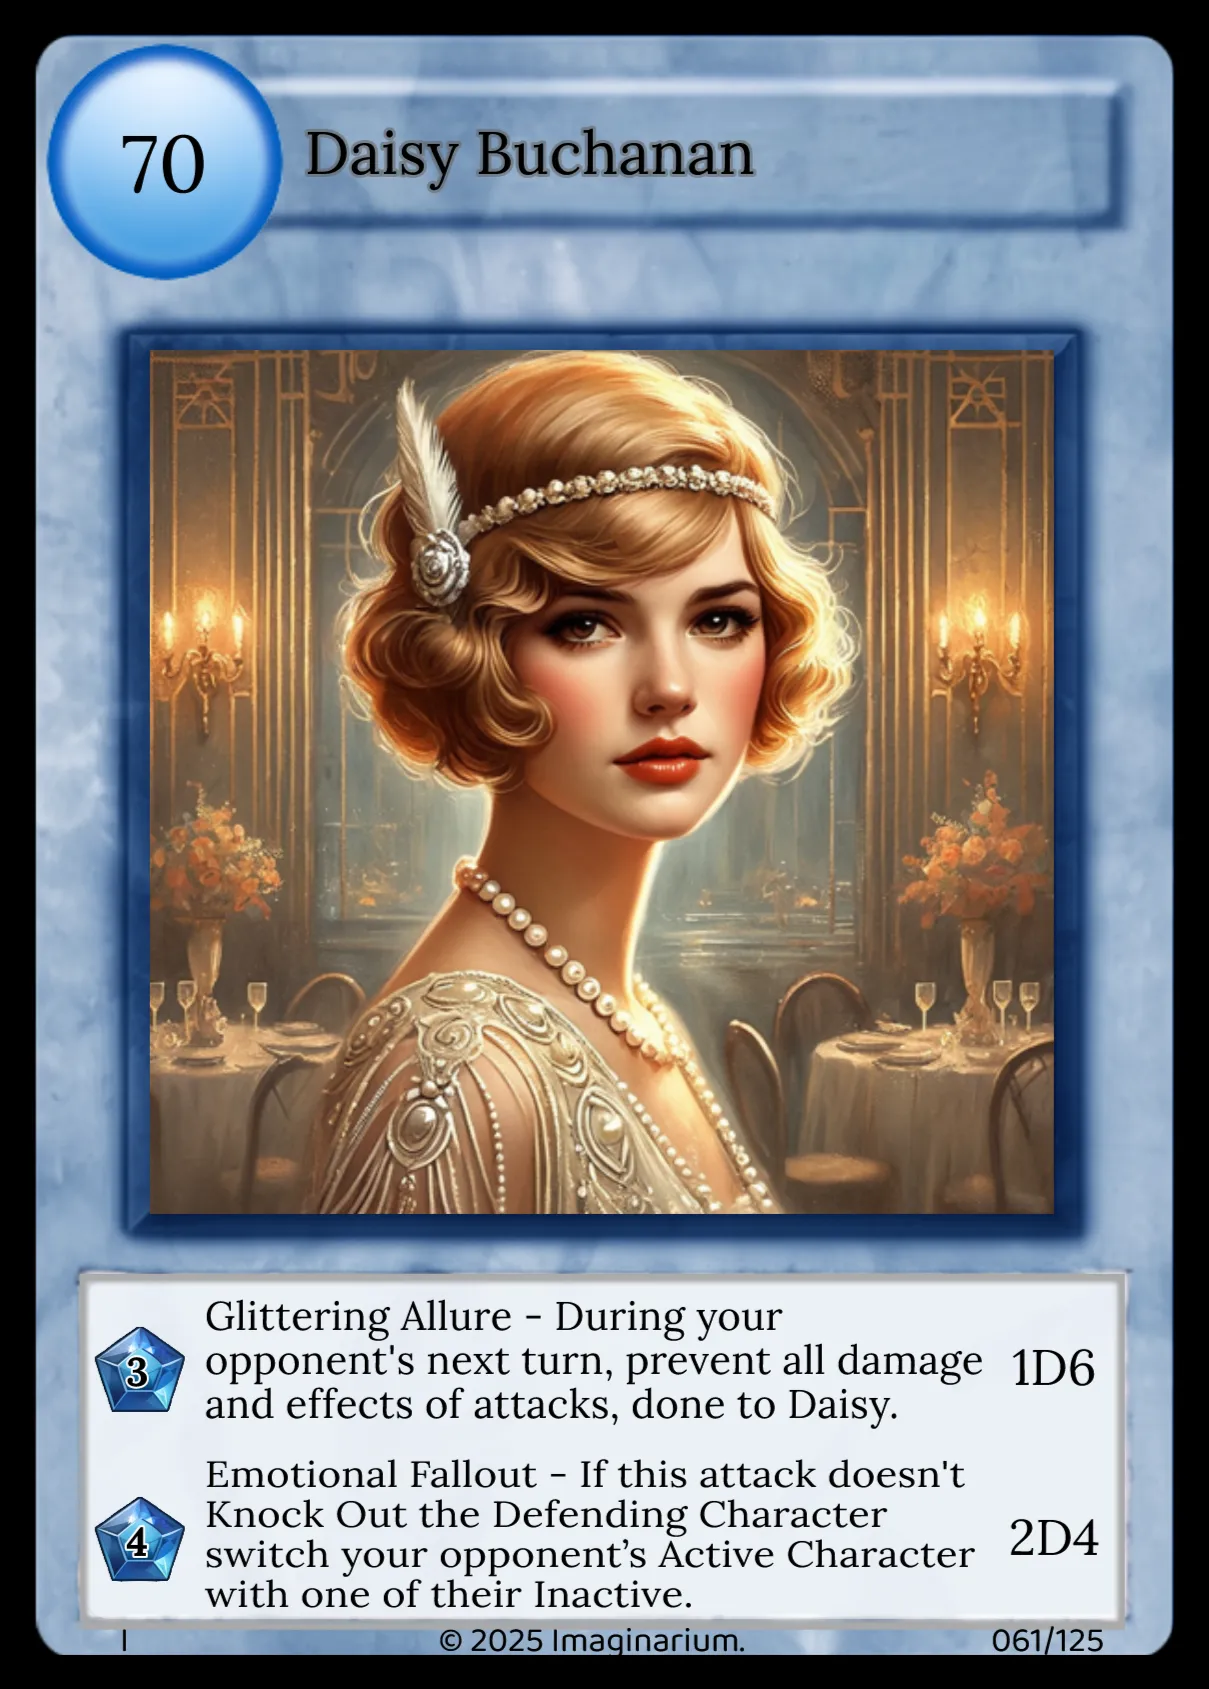 70
Daisy Buchanan
Glittering Allure - During your
opponent's next turn, prevent all damage
and effects of attacks, done to Daisy.
3
1D6
Emotional Fallout - If this attack doesn't
Knock Out the Defending Character
switch your opponent’s Active Character
with one of their Inactive.
4
2D4
I
© 2025 Imaginarium.
061/125